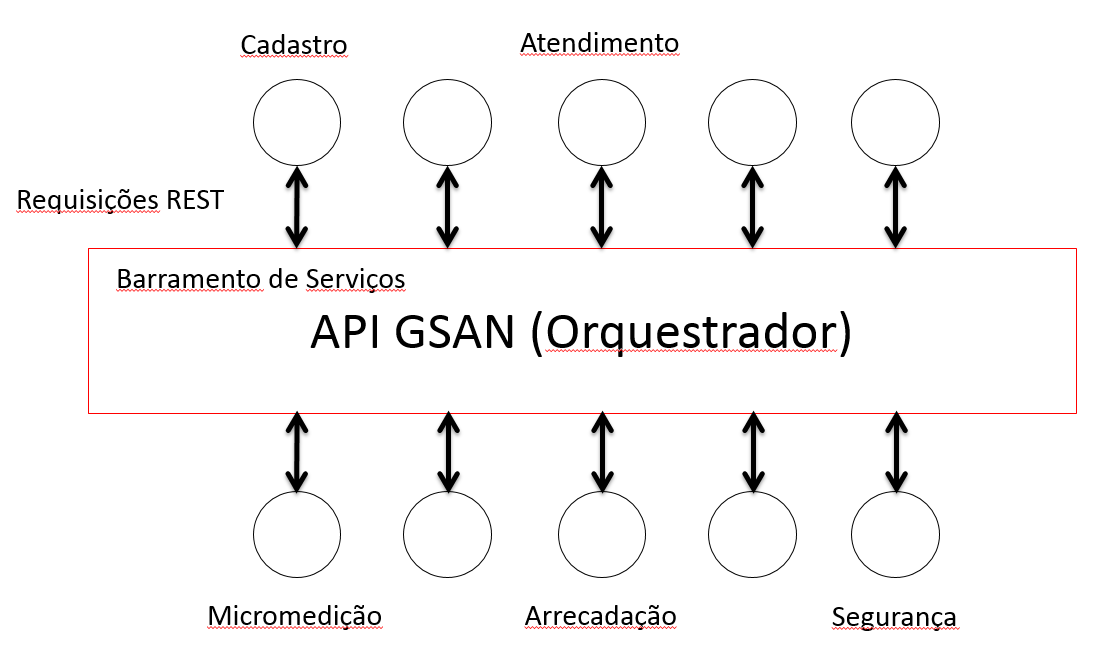 Cadastro
Atendimento
Requisições REST
Barramento de Serviços
API GSAN (Orquestrador)
Micromedição
Arrecadação
Segurança